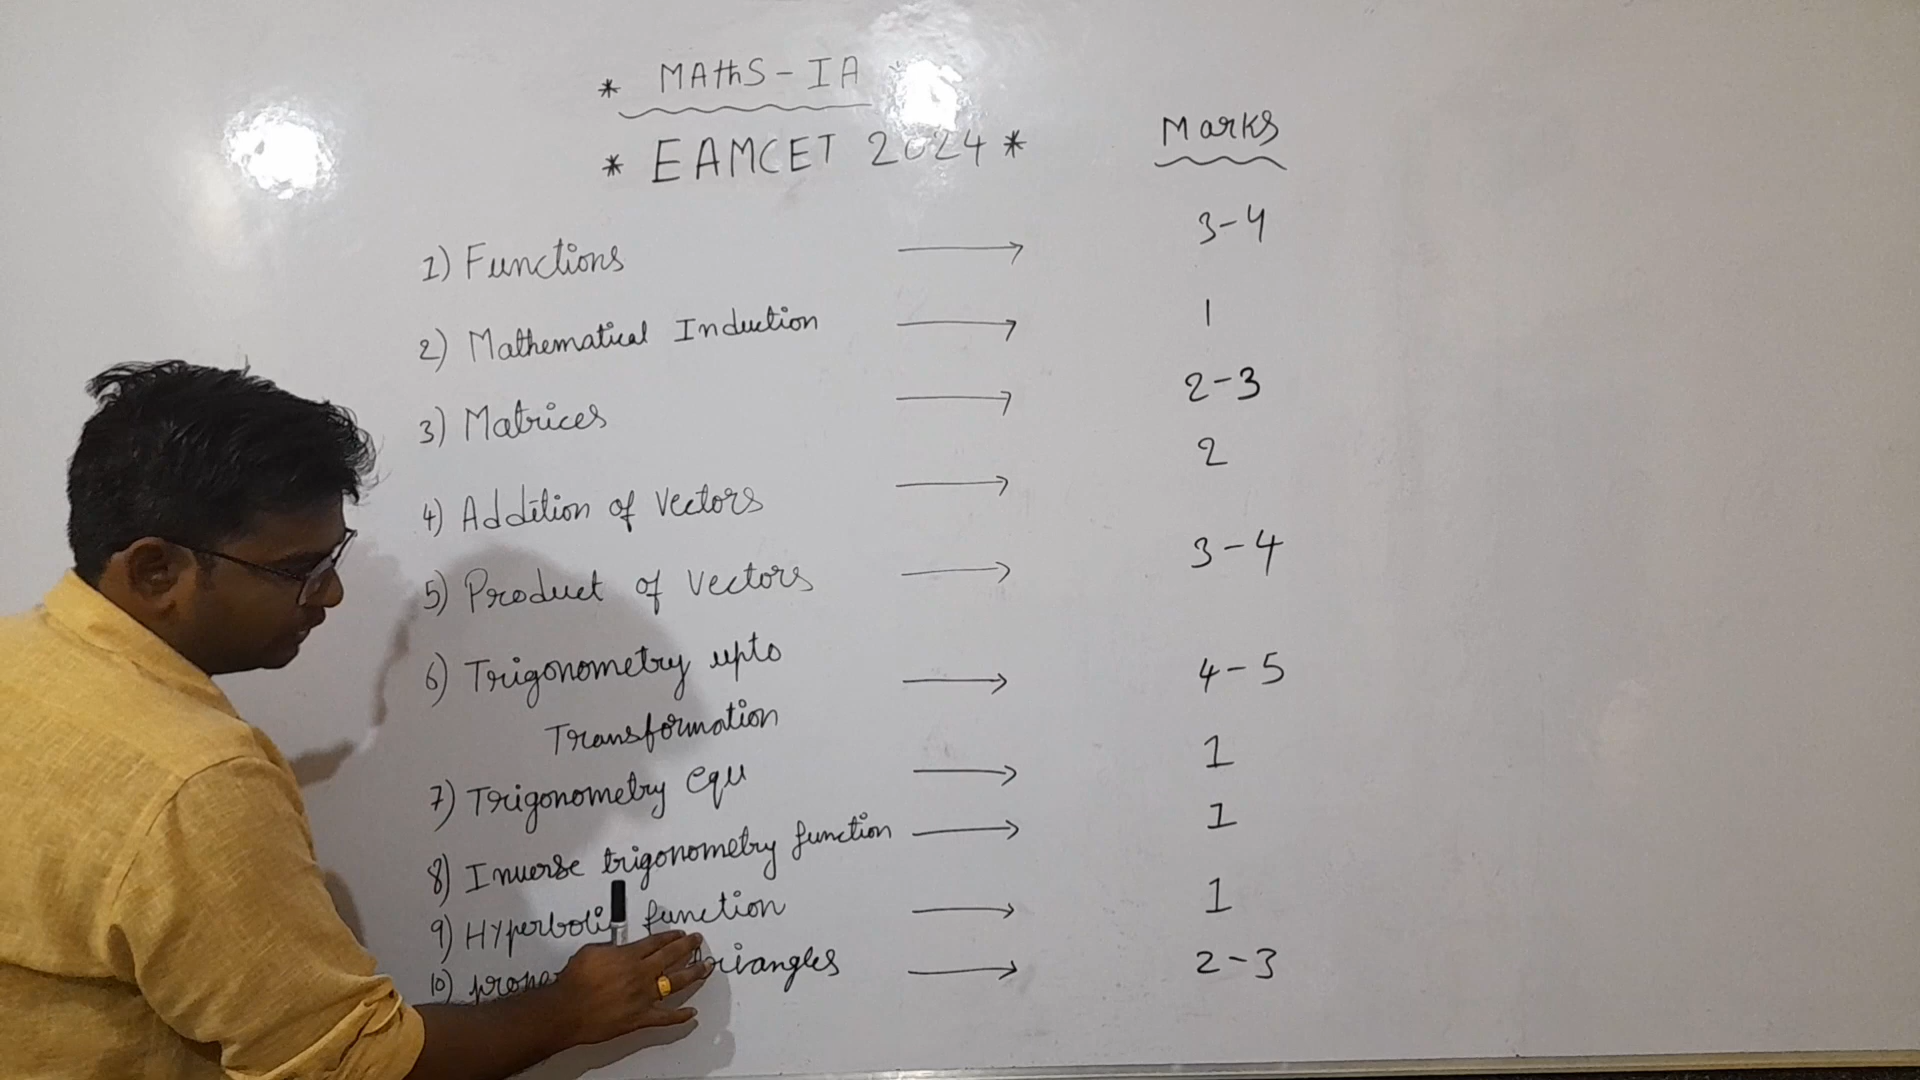 * MAthS - IA *
* EAMCET 2024 *
Marks
1) Functions → 3-4
2) Mathematical Induction → 1
3) Matrices → 2-3
4) Addition of Vectors → 2
5) Product of Vectors → 3-4
6) Trigonometry upto → 4-5
Transformation
7) Trigonometry equ → 1
8) Inverse trigonometry function → 1
9) Hyperbolic function → 1
10) triangles → 2-3